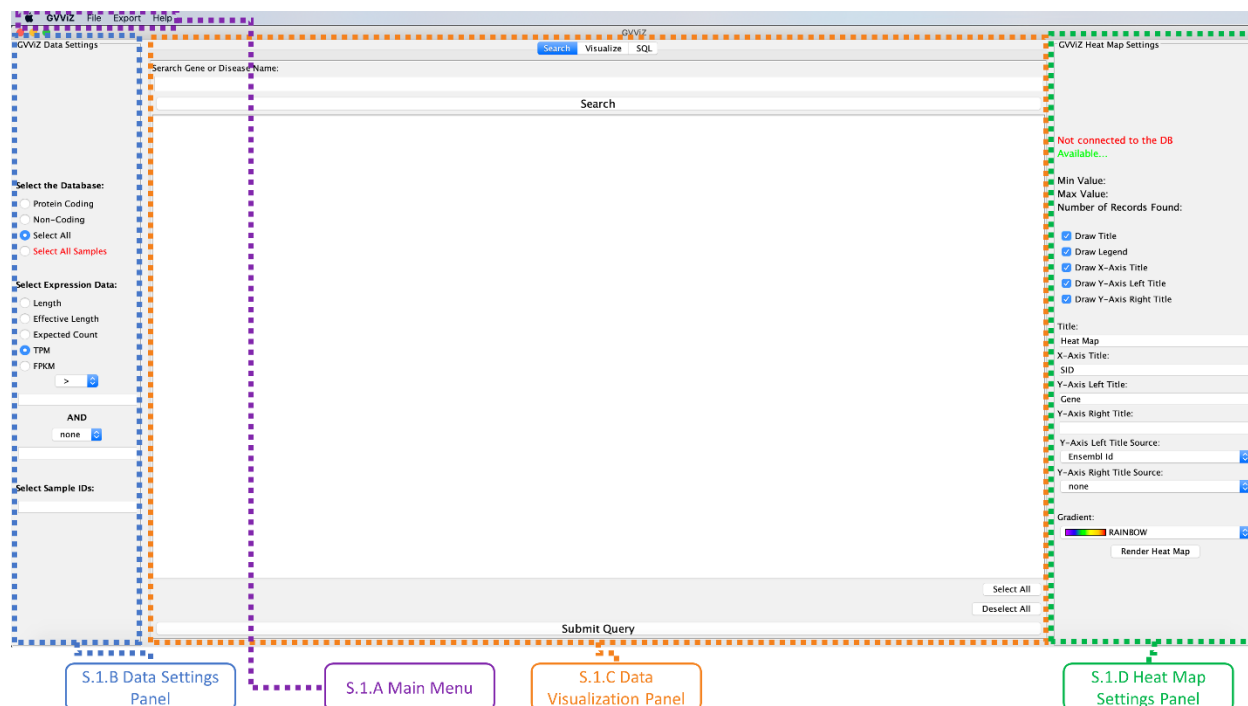 GVViZ File Export Help
GVViZ
GVViZ Data Settings
Select the Database:
Protein Coding
Non-Coding
Select All
Select All Samples
Select Expression Data:
Length
Effective Length
Expected Count
TPM
FPKM
>
AND
none
Select Sample IDs:
Search Visualize SQL
Serarch Gene or Disease Name:
Search
Select All
Deselect All
Submit Query
GVViZ Heat Map Settings
Not connected to the DB
Available...
Min Value:
Max Value:
Number of Records Found:
Draw Title
Draw Legend
Draw X-Axis Title
Draw Y-Axis Left Title
Draw Y-Axis Right Title
Title:
Heat Map
X-Axis Title:
SID
Y-Axis Left Title:
Gene
Y-Axis Right Title:
Y-Axis Left Title Source:
Ensembl Id
Y-Axis Right Title Source:
none
Gradient:
RAINBOW
Render Heat Map
S.1.B Data Settings
Panel
S.1.A Main Menu
S.1.C Data
Visualization Panel
S.1.D Heat Map
Settings Panel